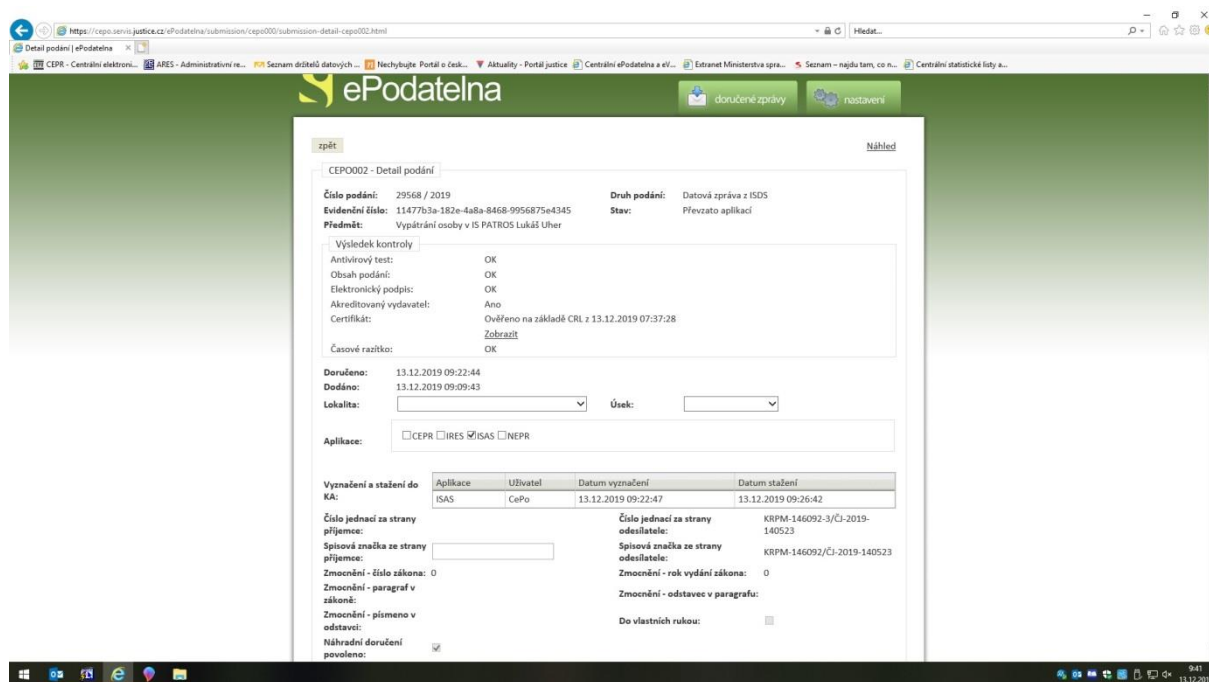 https://cepo.servis.justice.cz/ePodatelna/submission/cepo000/submission-detail-cepo002.html
Hledat...
Detail podání | ePodatelna
CEPR - Centrální elektroni... ARES - Administrativní re... Seznam držitelů datových ... Nechybujte Portál o česk... Aktuality - Portál justice Centrální ePodatelna a eV... Extranet Ministerstva spra... Seznam – najdu tam, co n... Centrální statistické listy a...
ePodatelna
doručené zprávy nastavení
zpět Náhled
CEPO002 - Detail podání
Číslo podání: 29568 / 2019 Druh podání: Datová zpráva z ISDS
Evidenční číslo: 11477b3a-182e-4a8a-8468-9956875e4345 Stav: Převzato aplikací
Předmět: Vypátrání osoby v IS PATROS Lukáš Uher
Výsledek kontroly
Antivirový test: OK
Obsah podání: OK
Elektronický podpis: OK
Akreditovaný vydavatel: Ano
Certifikát: Ověřeno na základě CRL z 13.12.2019 07:37:28
Zobrazit
Časové razítko: OK
Doručeno: 13.12.2019 09:22:44
Dodáno: 13.12.2019 09:09:43
Lokalita: Úsek:
Aplikace: CEPR IRES ISAS NEPR
Vyznačení a stažení do KA:
Aplikace Uživatel Datum vyznačení Datum stažení
ISAS CePo 13.12.2019 09:22:47 13.12.2019 09:26:42
Číslo jednací za strany příjemce: Číslo jednací za strany odesílatele: KRPM-146092-3/ČJ-2019-140523
Spisová značka ze strany příjemce: Spisová značka ze strany odesílatele: KRPM-146092/ČJ-2019-140523
Zmocnění - číslo zákona: 0 Zmocnění - rok vydání zákona: 0
Zmocnění - paragraf v zákoně: Zmocnění - odstavec v paragrafu:
Zmocnění - písmeno v odstavci: Do vlastních rukou:
Náhradní doručení povoleno:
9:41
13.12.201